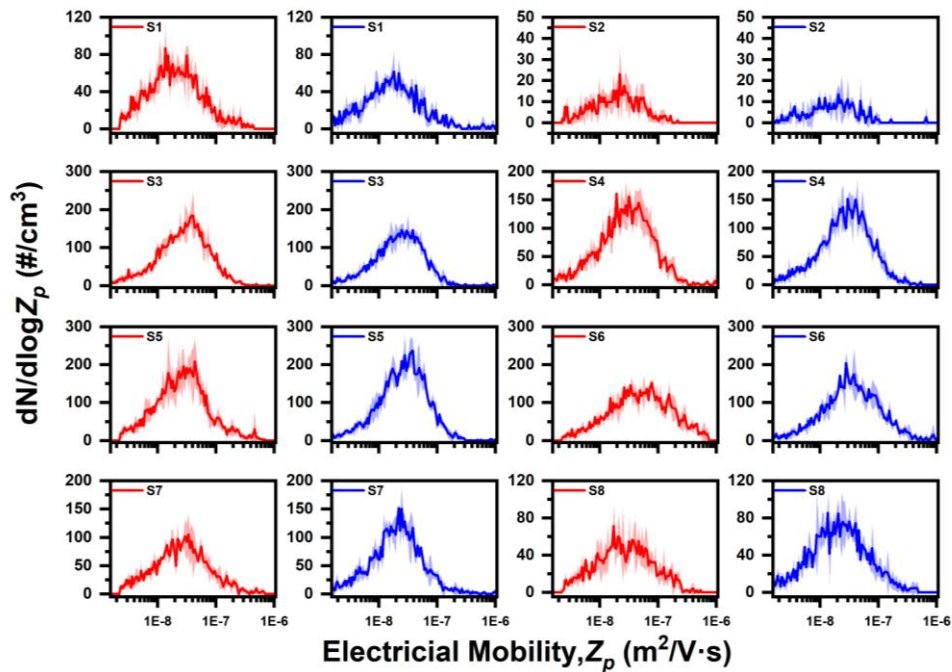 dN/dlogZp (#/cm3)
S1 S1 S2 S2
120 120 50 50
80 80 40 40
40 40 30 30
0 0 20 20
10 10
0 0
S3 S3 S4 S4
300 300 200 200
200 200 150 150
100 100 100 100
0 0 50 50
0 0
S5 S5 S6 S6
300 300 300 300
200 200 200 200
100 100 100 100
0 0 0 0
S7 S7 S8 S8
200 200 120 120
150 150 80 80
100 100 40 40
50 50 0 0
0 0
1E-8 1E-7 1E-6 1E-8 1E-7 1E-6 1E-8 1E-7 1E-6 1E-8 1E-7 1E-6
Electricial Mobility,Zp (m2/V·s)